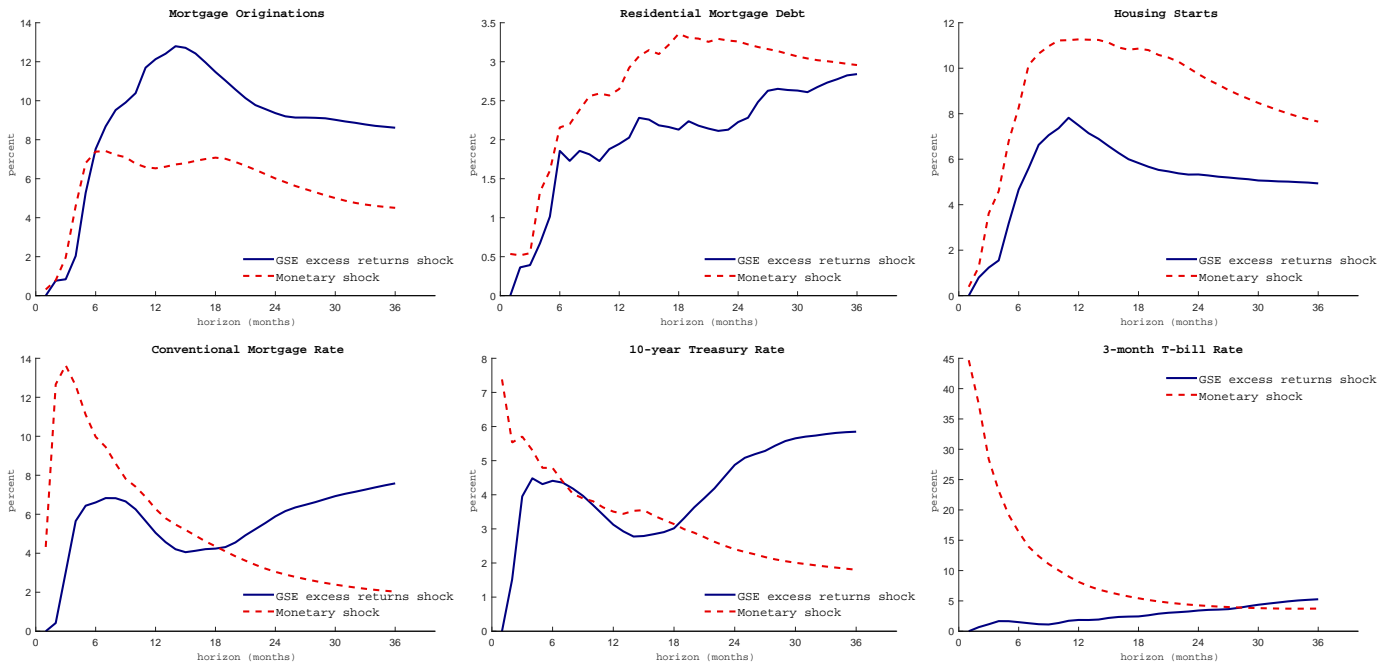 Mortgage Originations
14
12
10
8
6
4
2
0
percent
0 6 12 18 24 30 36
horizon (months)
GSE excess returns shock
Monetary shock
Residential Mortgage Debt
3.5
3
2.5
2
1.5
1
0.5
0
percent
0 6 12 18 24 30 36
horizon (months)
GSE excess returns shock
Monetary shock
Housing Starts
12
10
8
6
4
2
0
percent
0 6 12 18 24 30 36
horizon (months)
GSE excess returns shock
Monetary shock
Conventional Mortgage Rate
14
12
10
8
6
4
2
0
percent
0 6 12 18 24 30 36
horizon (months)
GSE excess returns shock
Monetary shock
10-year Treasury Rate
8
7
6
5
4
3
2
1
0
percent
0 6 12 18 24 30 36
horizon (months)
GSE excess returns shock
Monetary shock
3-month T-bill Rate
45
40
35
30
25
20
15
10
5
0
percent
0 6 12 18 24 30 36
horizon (months)
GSE excess returns shock
Monetary shock